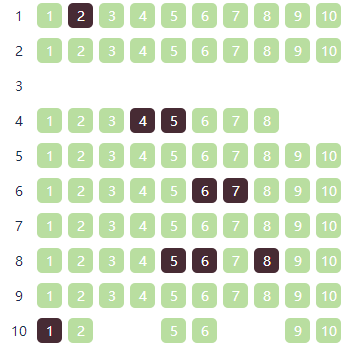 1 1 2 3 4 5 6 7 8 9 10
2 1 2 3 4 5 6 7 8 9 10
3
4 1 2 3 4 5 6 7 8
5 1 2 3 4 5 6 7 8 9 10
6 1 2 3 4 5 6 7 8 9 10
7 1 2 3 4 5 6 7 8 9 10
8 1 2 3 4 5 6 7 8 9 10
9 1 2 3 4 5 6 7 8 9 10
10 1 2 5 6 9 10